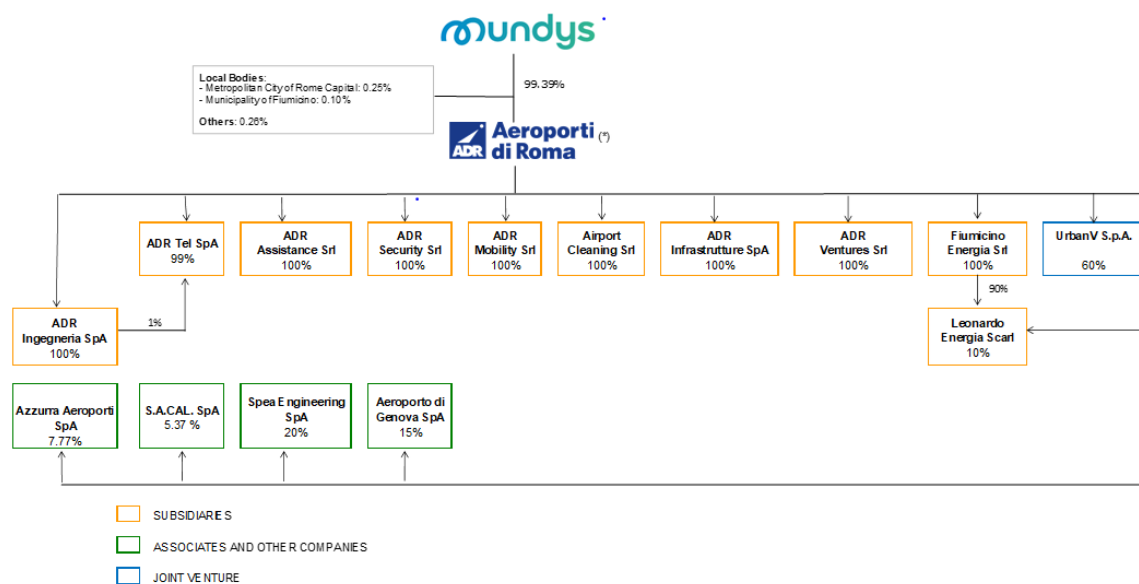 mundys
Local Bodies:
- Metropolitan City of Rome Capital: 0.25%
- Municipality of Fiumicino: 0.10%
Others: 0.26%
99.39%
ADR Aeroporti
di Roma (*)
ADR Tel SpA
99%
ADR
Assistance Srl
100%
ADR
Security Srl
100%
ADR
Mobility Srl
100%
Airport
Cleaning Srl
100%
ADR
Infrastrutture SpA
100%
ADR
Ventures Srl
100%
Fiumicino
Energia Srl
100%
UrbanV S.p.A.
60%
90%
ADR
Ingegneria SpA
100%
1%
Leonardo
Energia Scarl
10%
Azzurra Aeroporti
SpA
7.77%
S.A.CAL. SpA
5.37 %
Spea Engineering
SpA
20%
Aeroporto di
Genova SpA
15%
SUBSIDIARIES
ASSOCIATES AND OTHER COMPANIES
JOINT VENTURE